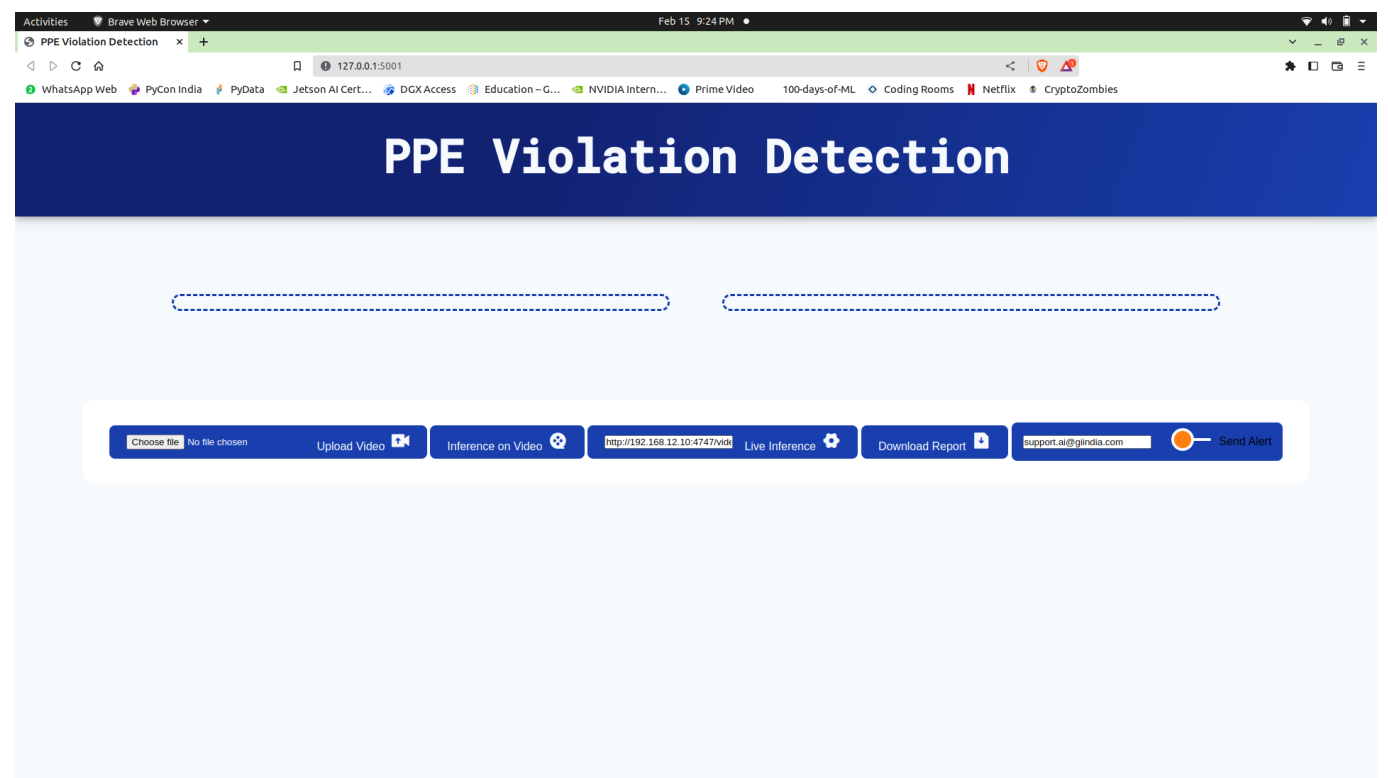 Activities Brave Web Browser Feb 15 9:24 PM
PPE Violation Detection
127.0.0.1:5001
WhatsApp Web PyCon India PyData Jetson AI Cert... DGX Access Education – G... NVIDIA Intern... Prime Video 100-days-of-ML Coding Rooms Netflix CryptoZombies
PPE Violation Detection
Choose file No file chosen Upload Video Inference on Video http://192.168.12.10:4747/vide Live Inference Download Report support.ai@giindia.com Send Alert